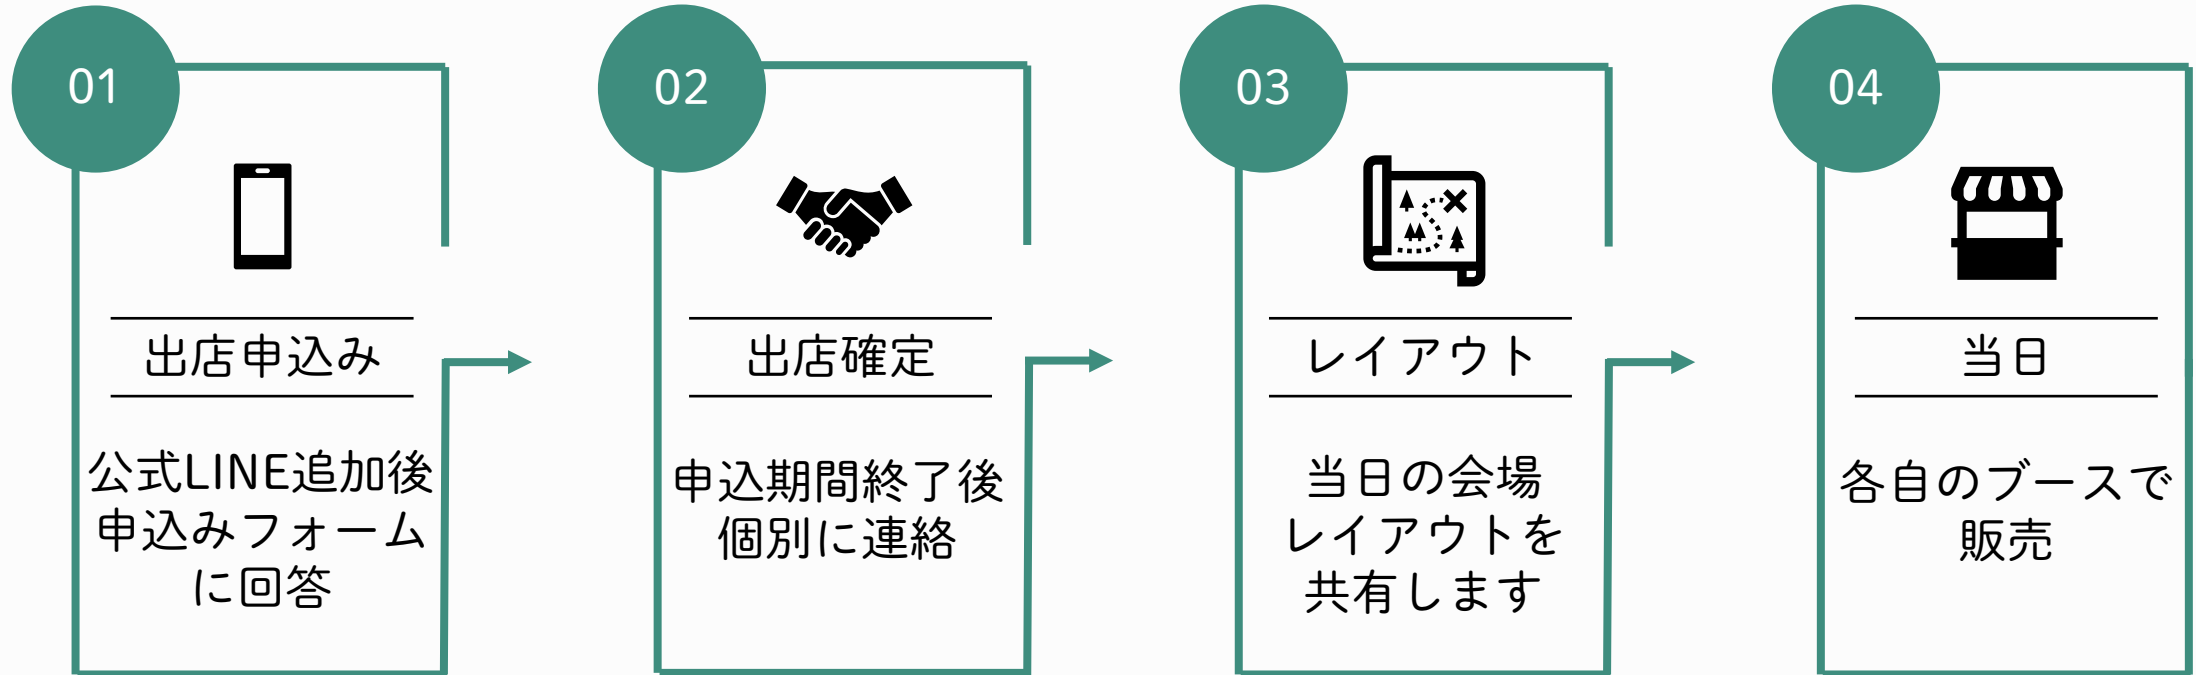 01
出店申込み
公式LINE追加後
申込みフォーム
に回答
02
出店確定
申込期間終了後
個別に連絡
03
レイアウト
当日の会場
レイアウトを
共有します
04
当日
各自のブースで
販売